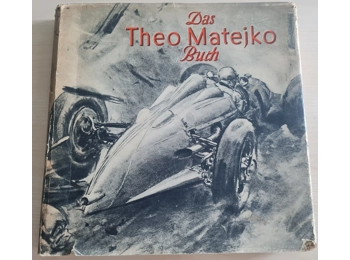 Das
Theo Matejko
Buch